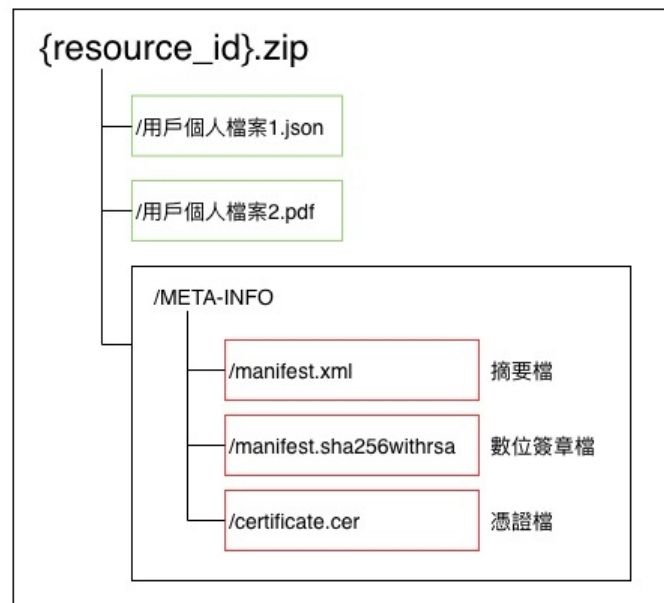 {resource_id}.zip
/用戶個人檔案1.json
/用戶個人檔案2.pdf
/META-INFO
/manifest.xml 摘要檔
/manifest.sha256withrsa 數位簽章檔
/certificate.cer 憑證檔